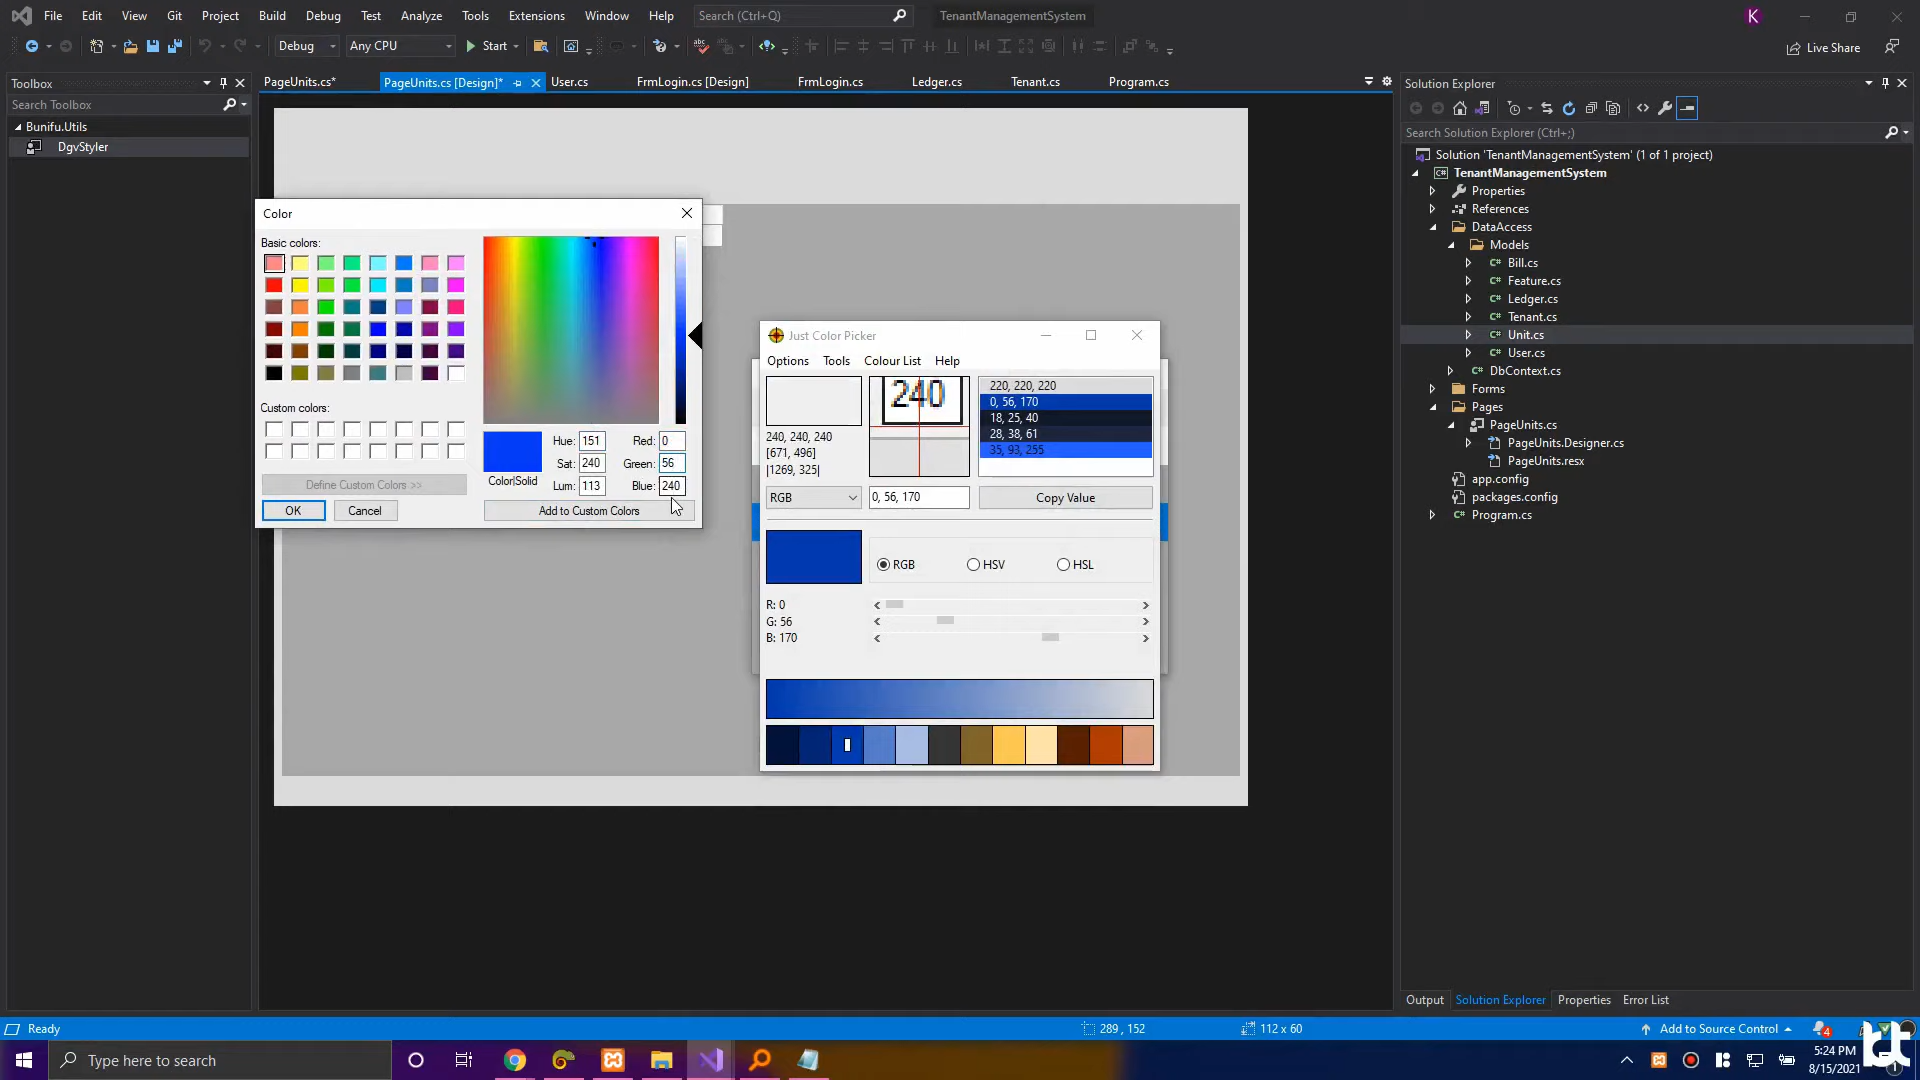 File Edit View Git Project Build Debug Test Analyze Tools Extensions Window Help Search (Ctrl+Q) TenantManagementSystem K
Debug Any CPU Start Live Share
Toolbox
Search Toolbox
Bunifu.Utils
DgvStyler
PageUnits.cs* PageUnits.cs [Design]* User.cs FrmLogin.cs [Design] FrmLogin.cs Ledger.cs Tenant.cs Program.cs
Color
Basic colors:
Custom colors:
Define Custom Colors >>
OK Cancel
Color|Solid
Hue: 151 Red: 0
Sat: 240 Green: 56
Lum: 113 Blue: 240
Add to Custom Colors
Just Color Picker
Options Tools Colour List Help
240
240, 240, 240
[671, 496]
|1269, 325|
220, 220, 220
0, 56, 170
18, 25, 40
28, 38, 61
35, 93, 255
RGB 0, 56, 170 Copy Value
RGB HSV HSL
R: 0
G: 56
B: 170
Solution Explorer
Search Solution Explorer (Ctrl+;)
Solution 'TenantManagementSystem' (1 of 1 project)
C# TenantManagementSystem
Properties
References
DataAccess
Models
C# Bill.cs
C# Feature.cs
C# Ledger.cs
C# Tenant.cs
C# Unit.cs
C# User.cs
C# DbContext.cs
Forms
Pages
PageUnits.cs
C# PageUnits.Designer.cs
PageUnits.resx
app.config
packages.config
C# Program.cs
Output Solution Explorer Properties Error List
Ready 289 , 152 112 x 60 Add to Source Control 4
Type here to search
5:24 PM
8/15/2021